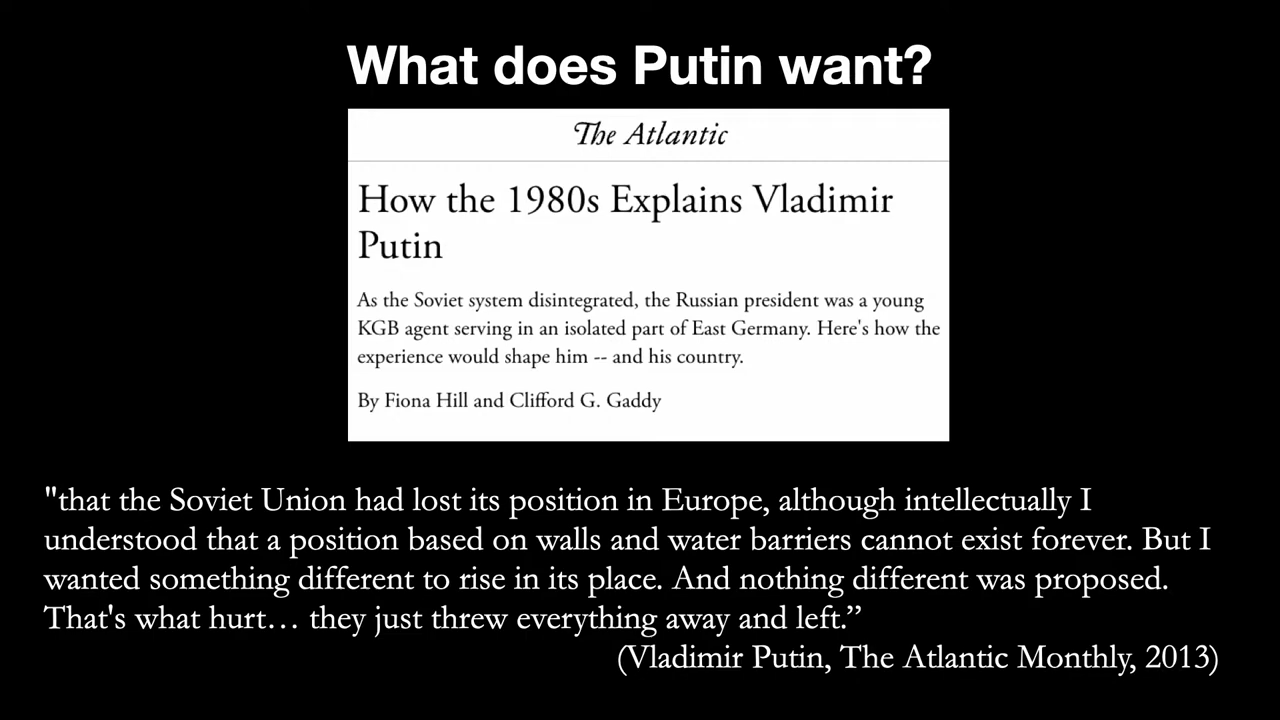 What does Putin want?
The Atlantic
How the 1980s Explains Vladimir
Putin
As the Soviet system disintegrated, the Russian president was a young
KGB agent serving in an isolated part of East Germany. Here's how the
experience would shape him -- and his country.
By Fiona Hill and Clifford G. Gaddy
"that the Soviet Union had lost its position in Europe, although intellectually I
understood that a position based on walls and water barriers cannot exist forever. But I
wanted something different to rise in its place. And nothing different was proposed.
That's what hurt… they just threw everything away and left.”
(Vladimir Putin, The Atlantic Monthly, 2013)